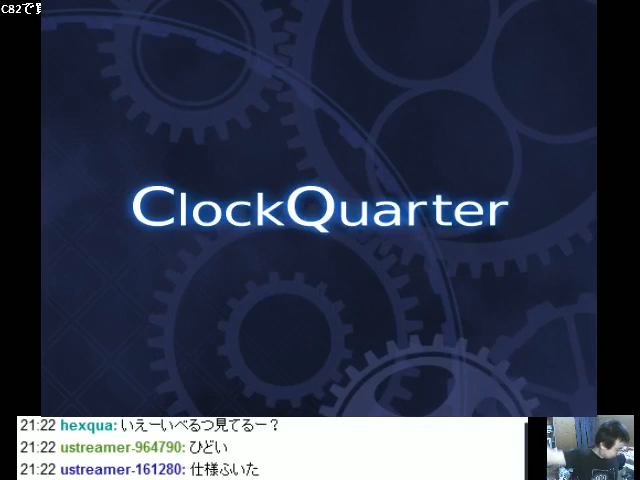 C82で
ClockQuarter
21:22 hexqua: いえーいべるつ見てるー？
21:22 ustreamer-964790: ひどい
21:22 ustreamer-161280: 仕様ふいた